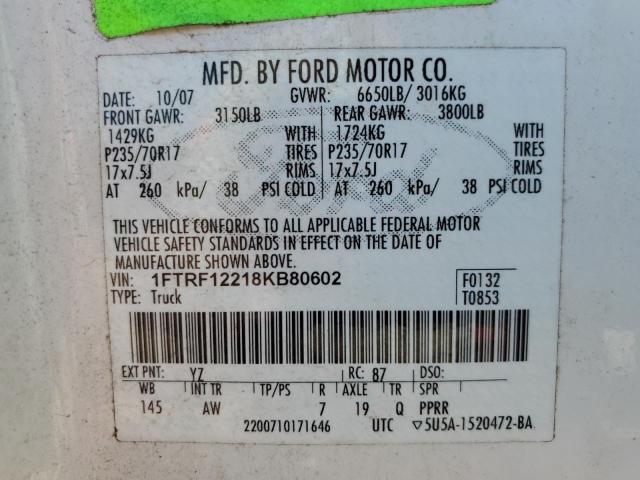 MFD. BY FORD MOTOR CO.
DATE: 10/07 GVWR: 6650LB/ 3016KG
FRONT GAWR: 3150LB REAR GAWR: 3800LB
1429KG WITH 1724KG WITH
P235/70R17 TIRES P235/70R17 TIRES
17x7.5J RIMS 17x7.5J RIMS
AT 260 kPa/ 38 PSI COLD AT 260 kPa/ 38 PSI COLD
THIS VEHICLE CONFORMS TO ALL APPLICABLE FEDERAL MOTOR
VEHICLE SAFETY STANDARDS IN EFFECT ON THE DATE OF
MANUFACTURE SHOWN ABOVE.
VIN: 1FTRF12218KB80602 F0132
TYPE: Truck T0853
EXT PNT: YZ RC: 87 DSO:
WB INT TR TP/PS R AXLE TR SPR
145 AW 7 19 Q PPRR
2200710171646 UTC ▽5U5A-1520472-BA
Ford